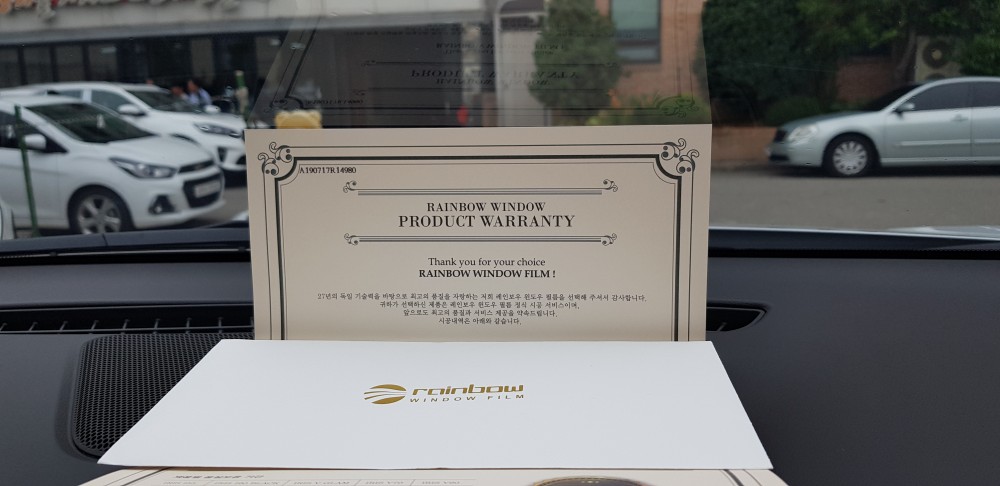 A190717R14980
RAINBOW WINDOW
PRODUCT WARRANTY
Thank you for your choice
RAINBOW WINDOW FILM !
27년의 독일 기술력을 바탕으로 최고의 품질을 자랑하는 저희 레인보우 윈도우 필름을 선택해 주셔서 감사합니다.
귀하가 선택하신 제품은 레인보우 윈도우 필름 정식 시공 서비스이며,
앞으로도 최고의 품질과 서비스 제공을 약속드립니다.
시공내역은 아래와 같습니다.
rainbow
WINDOW FILM